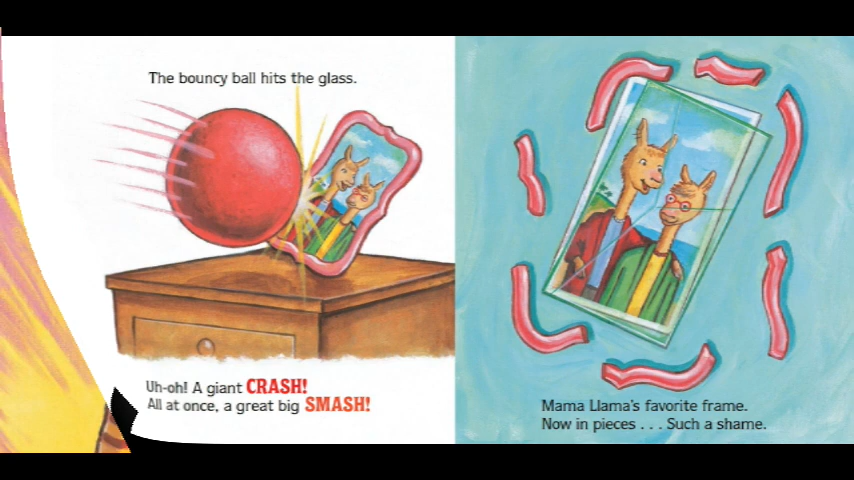 The bouncy ball hits the glass.
Uh-oh! A giant CRASH!
All at once, a great big SMASH!
Mama Llama's favorite frame.
Now in pieces . . . Such a shame.